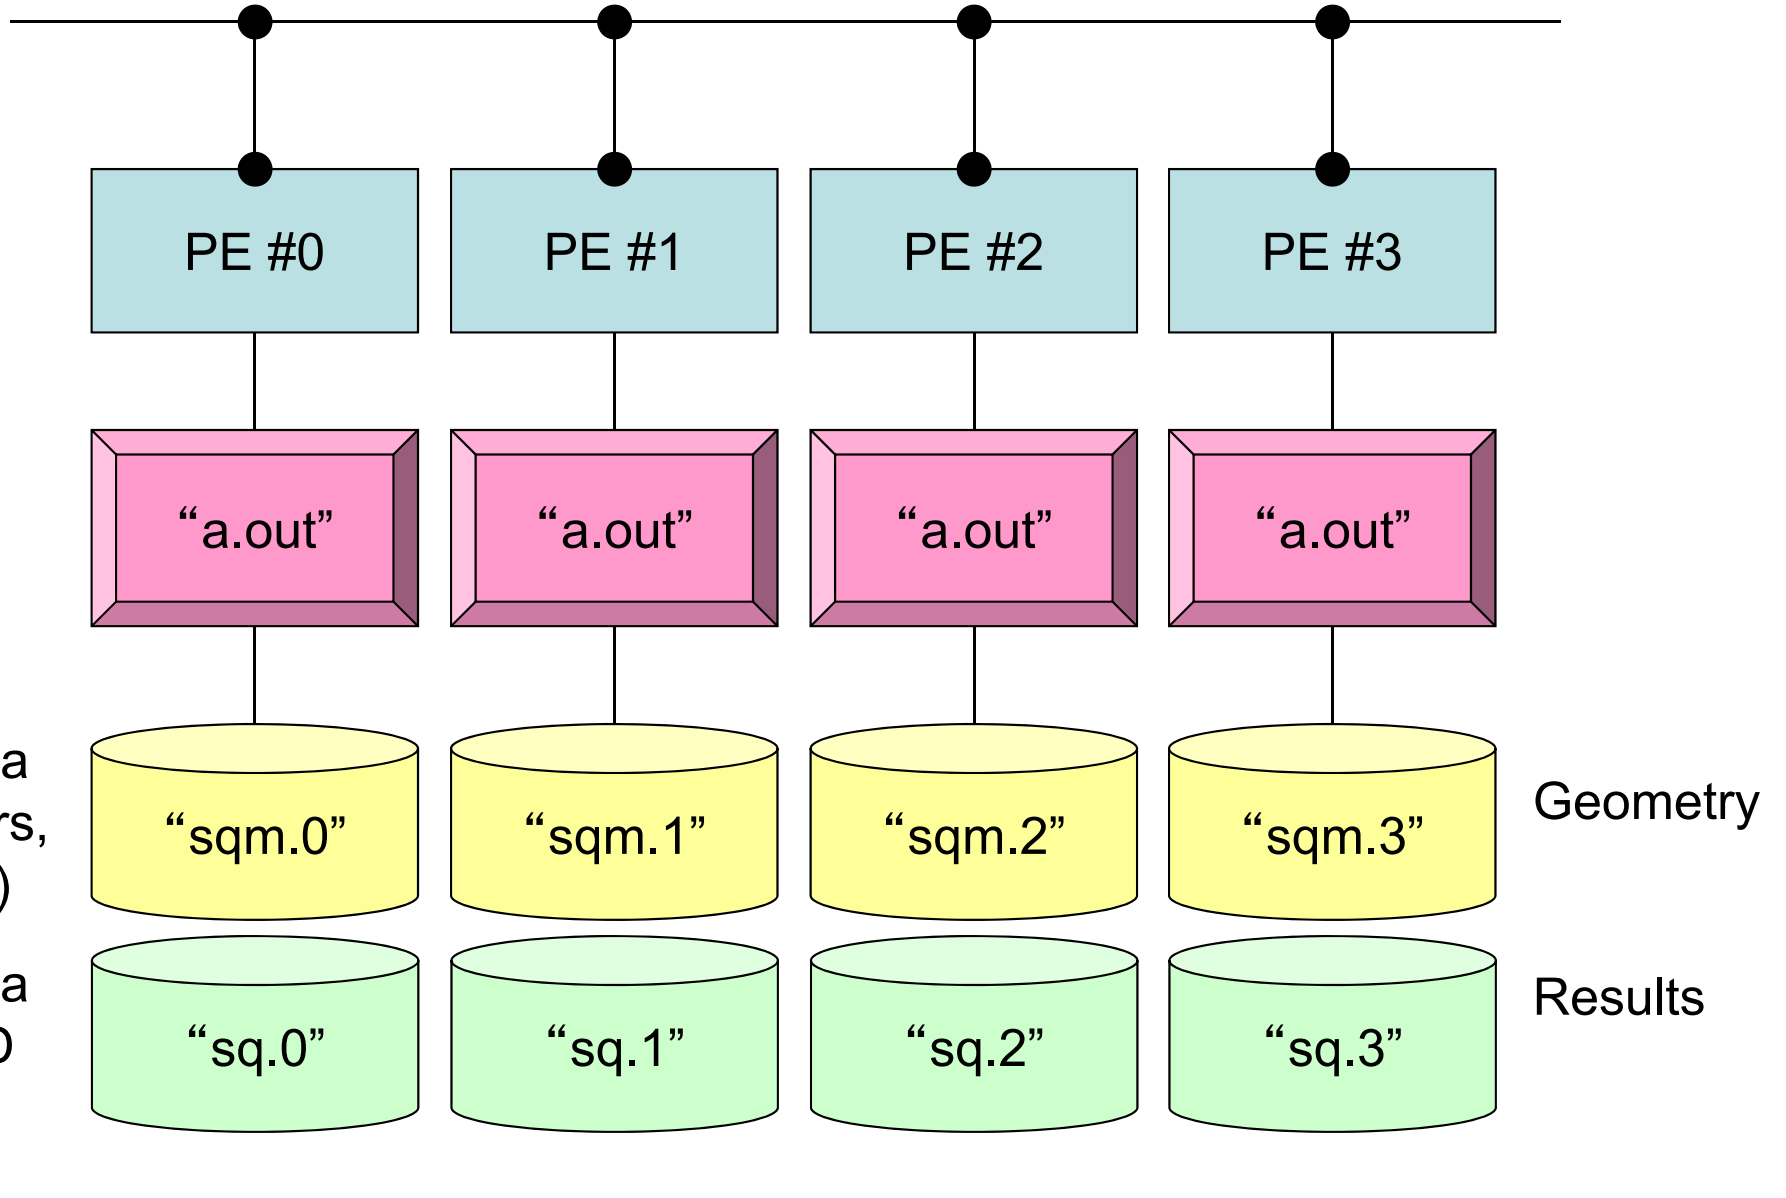 PE #0 PE #1 PE #2 PE #3
“a.out” “a.out” “a.out” “a.out”
“sqm.0” “sqm.1” “sqm.2” “sqm.3” Geometry
“sq.0” “sq.1” “sq.2” “sq.3” Results